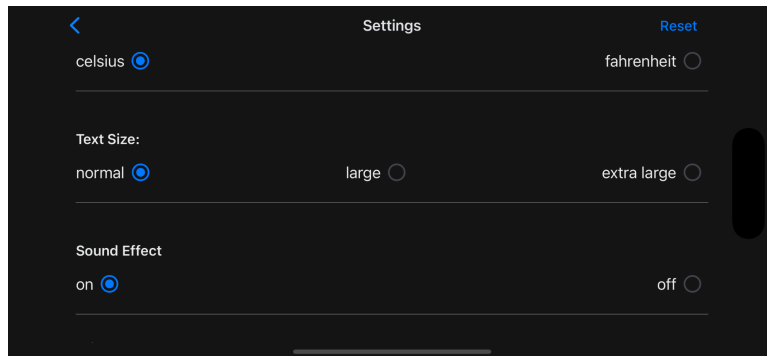 Settings
Reset
celsius
fahrenheit
Text Size:
normal
large
extra large
Sound Effect
on
off